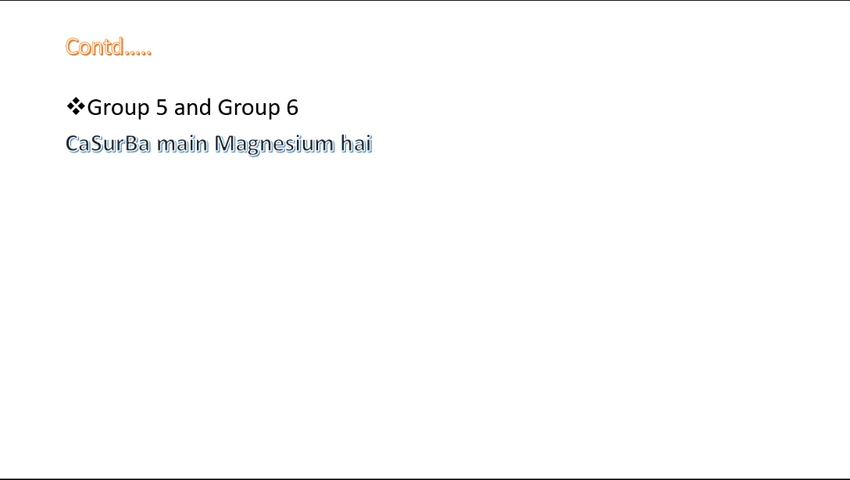 Contd.....
❖Group 5 and Group 6
CaSurBa main Magnesium hai